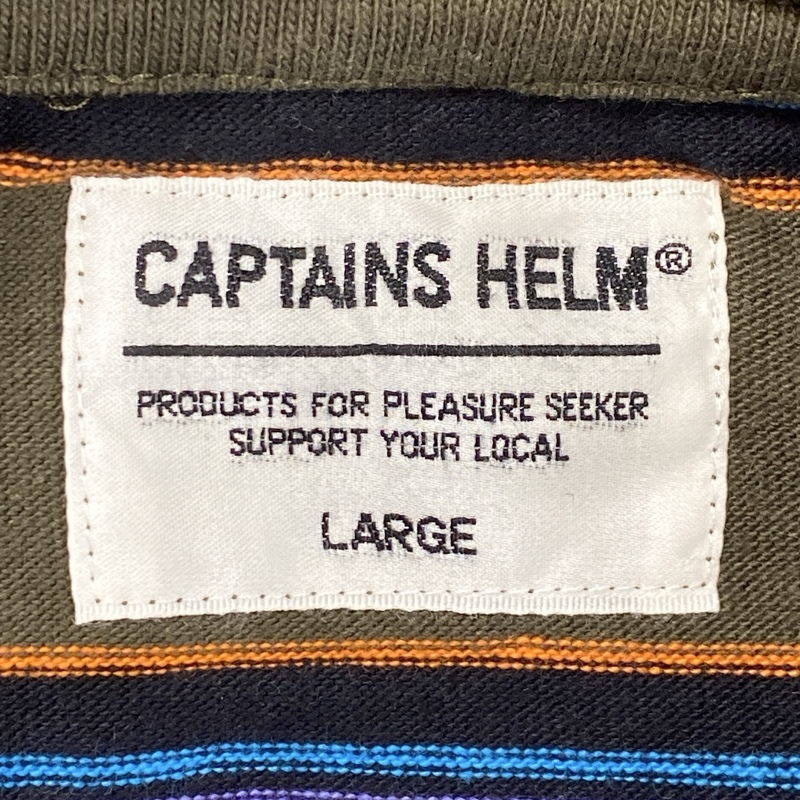 CAPTAINS HELM®
PRODUCTS FOR PLEASURE SEEKER
SUPPORT YOUR LOCAL
LARGE